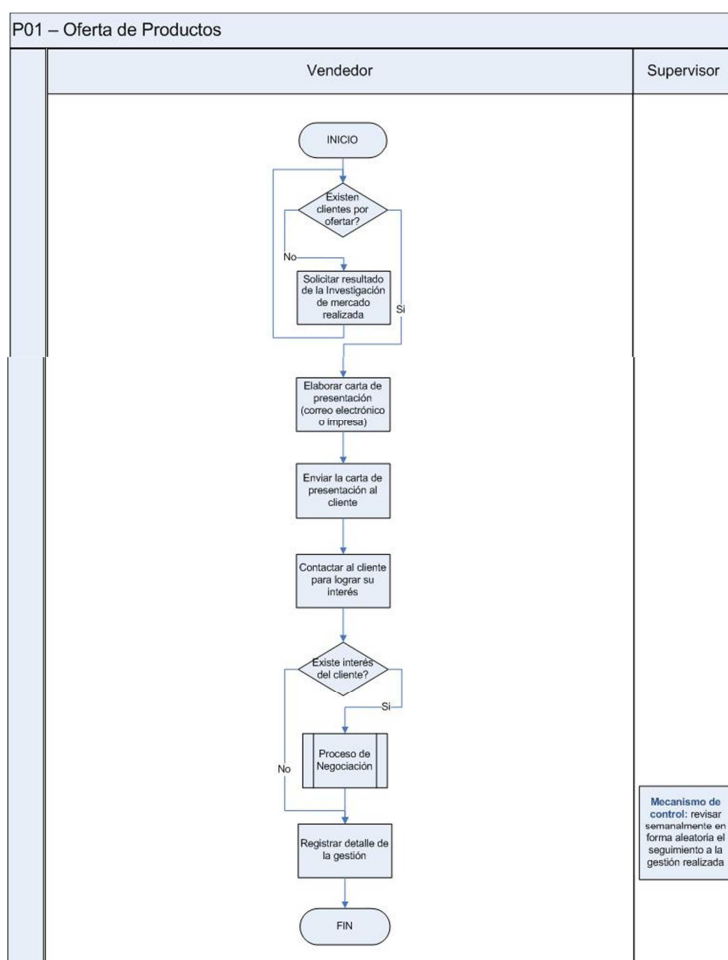 P01 – Oferta de Productos
Vendedor
Supervisor
INICIO
Existen
clientes por
ofertar?
No
Solicitar resultado
de la Investigación
de mercado
realizada
Si
Elaborar carta de
presentación
(correo electrónico
o impresa)
Enviar la carta de
presentación al
cliente
Contactar al cliente
para lograr su
interés
Existe interés
del cliente?
Si
Proceso de
Negociación
No
Mecanismo de
control: revisar
semanalmente en
forma aleatoria el
seguimiento a la
gestión realizada
Registrar detalle de
la gestión
FIN